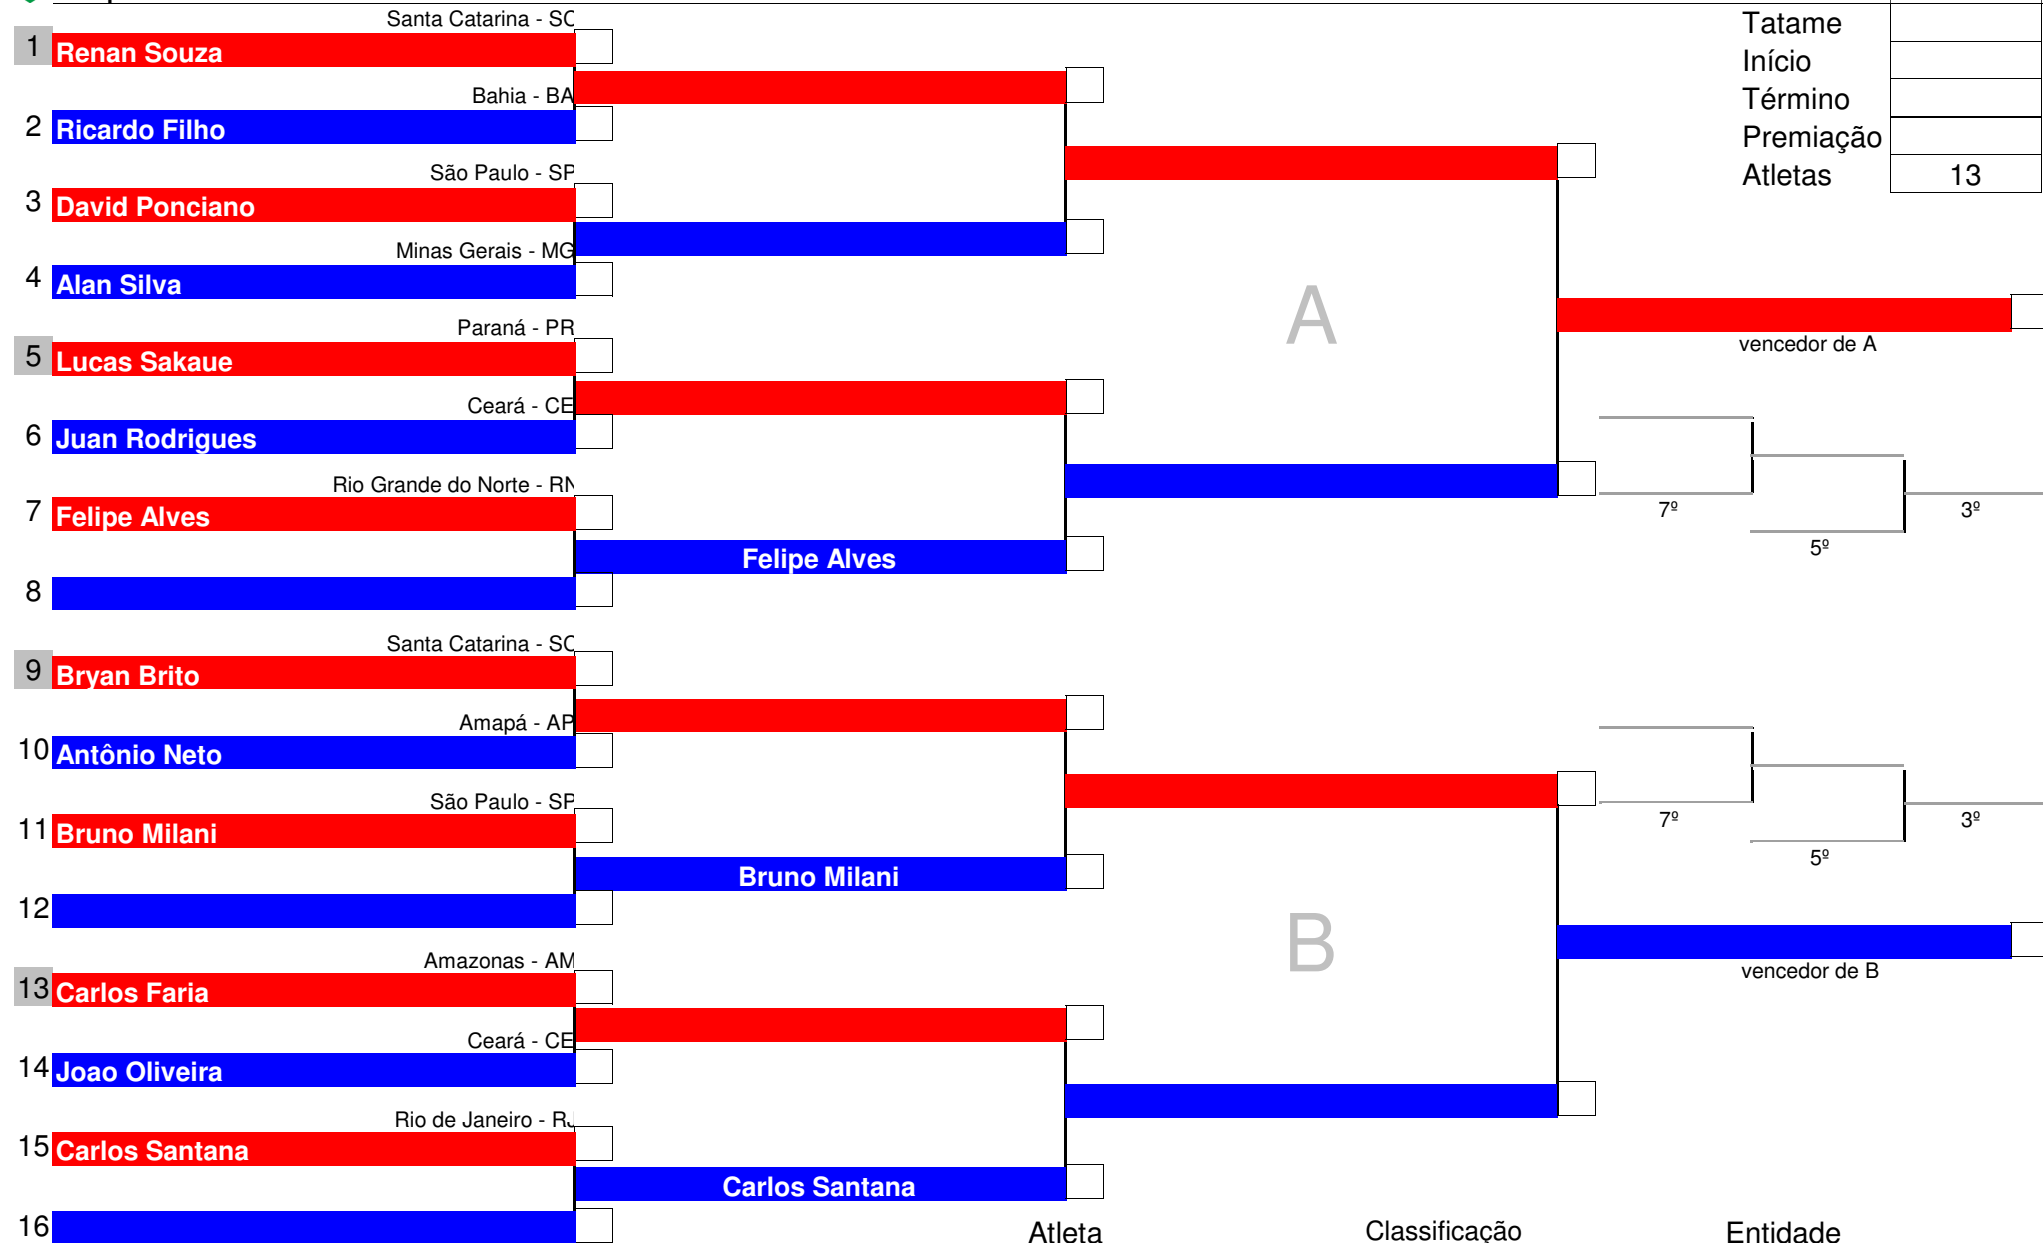 Santa Catarina - SC
1 Renan Souza
Bahia - BA
2 Ricardo Filho
São Paulo - SP
3 David Ponciano
Minas Gerais - MG
4 Alan Silva
Paraná - PR
5 Lucas Sakaue
Ceará - CE
6 Juan Rodrigues
Rio Grande do Norte - RN
7 Felipe Alves
8
Santa Catarina - SC
9 Bryan Brito
Amapá - AP
10 Antônio Neto
São Paulo - SP
11 Bruno Milani
12
Amazonas - AM
13 Carlos Faria
Ceará - CE
14 Joao Oliveira
Rio de Janeiro - RJ
15 Carlos Santana
16
Felipe Alves
Bruno Milani
Carlos Santana
A
B
Tatame
Início
Término
Premiação
Atletas 13
vencedor de A
7º
3º
5º
7º
3º
5º
vencedor de B
Atleta Classificação Entidade